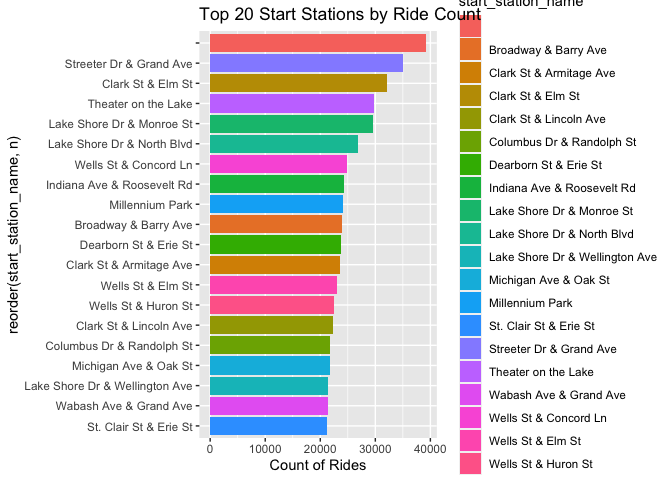 Top 20 Start Stations by Ride Count
start_station_name
reorder(start_station_name, n)
Streeter Dr & Grand Ave
Clark St & Elm St
Theater on the Lake
Lake Shore Dr & Monroe St
Lake Shore Dr & North Blvd
Wells St & Concord Ln
Indiana Ave & Roosevelt Rd
Millennium Park
Broadway & Barry Ave
Dearborn St & Erie St
Clark St & Armitage Ave
Wells St & Elm St
Wells St & Huron St
Clark St & Lincoln Ave
Columbus Dr & Randolph St
Michigan Ave & Oak St
Lake Shore Dr & Wellington Ave
Wabash Ave & Grand Ave
St. Clair St & Erie St
0 10000 20000 30000 40000
Count of Rides
Broadway & Barry Ave
Clark St & Armitage Ave
Clark St & Elm St
Clark St & Lincoln Ave
Columbus Dr & Randolph St
Dearborn St & Erie St
Indiana Ave & Roosevelt Rd
Lake Shore Dr & Monroe St
Lake Shore Dr & North Blvd
Lake Shore Dr & Wellington Ave
Michigan Ave & Oak St
Millennium Park
St. Clair St & Erie St
Streeter Dr & Grand Ave
Theater on the Lake
Wabash Ave & Grand Ave
Wells St & Concord Ln
Wells St & Elm St
Wells St & Huron St